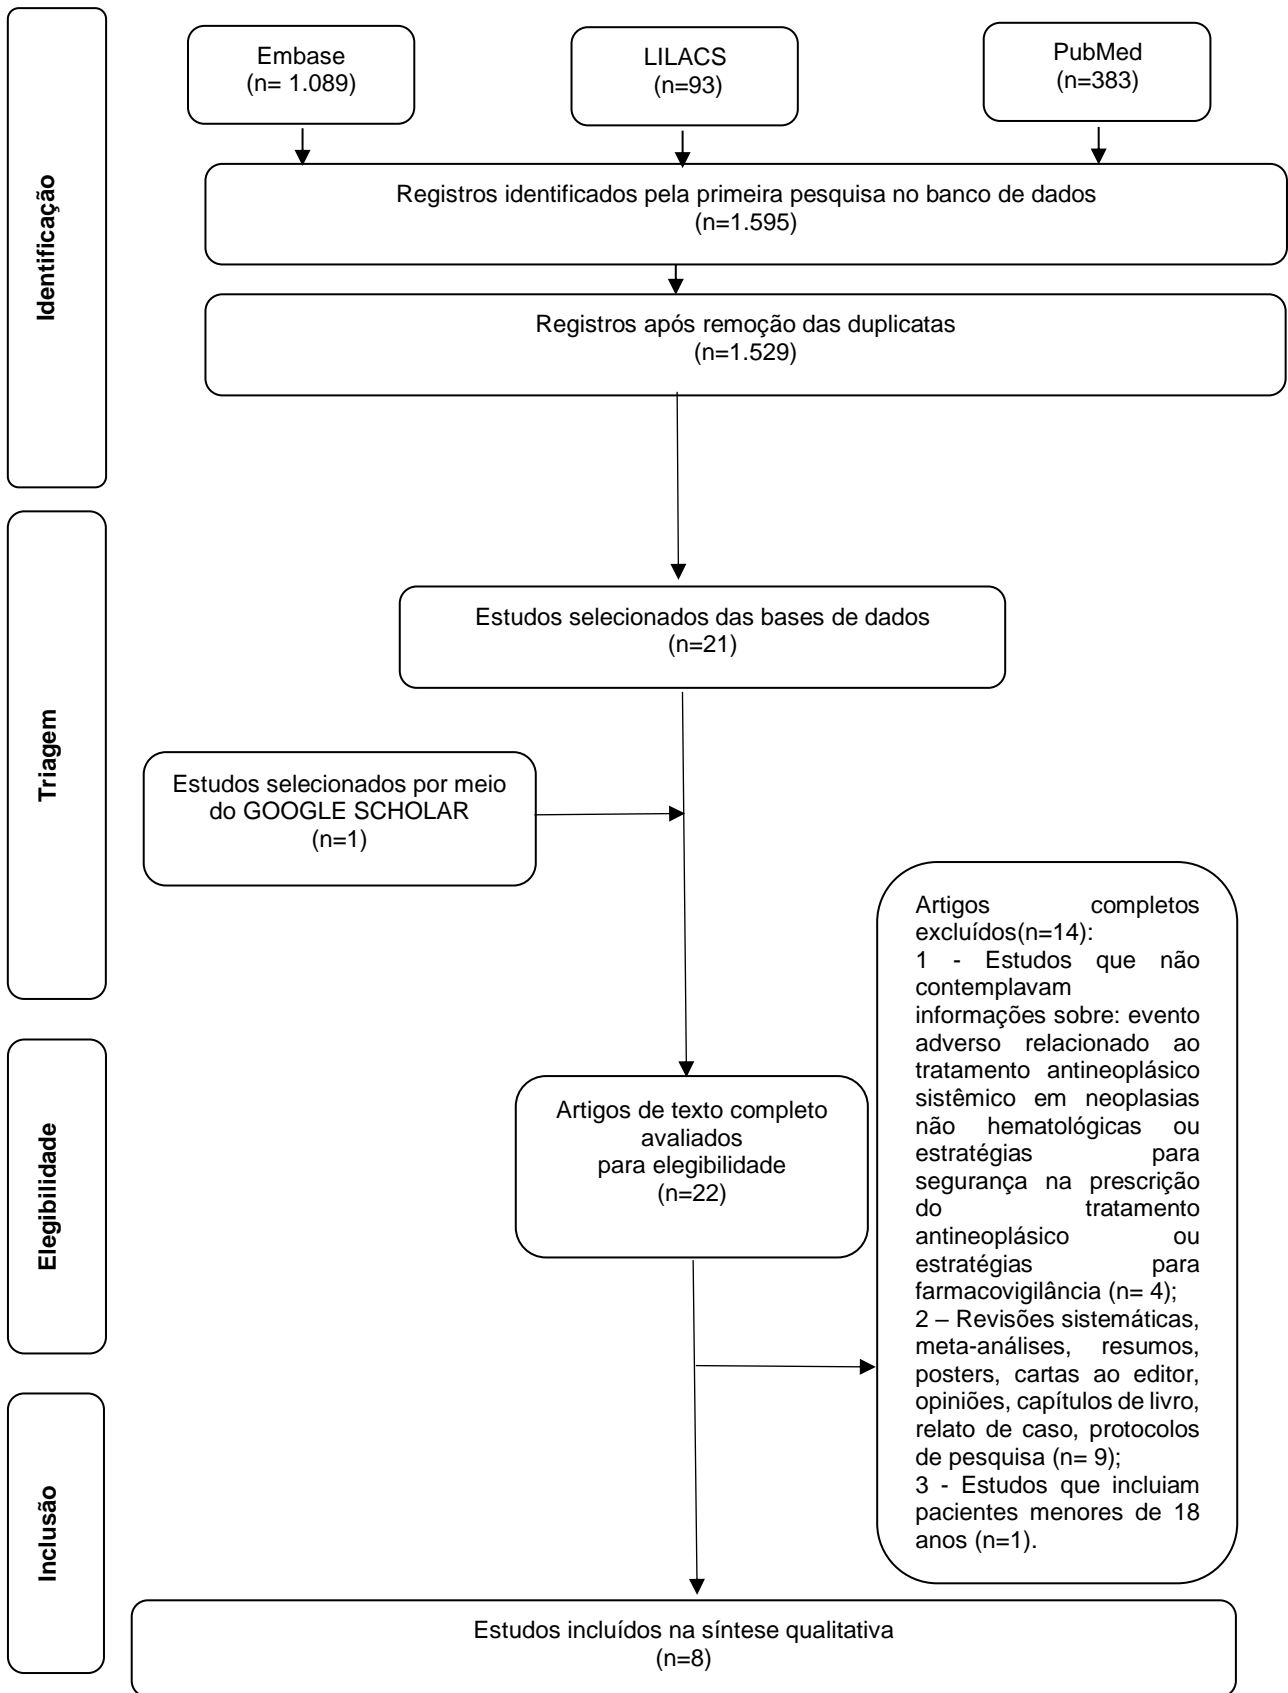 Identificação
Embase
(n= 1.089)
LILACS
(n=93)
PubMed
(n=383)
Registros identificados pela primeira pesquisa no banco de dados
(n=1.595)
Registros após remoção das duplicatas
(n=1.529)
Triagem
Estudos selecionados das bases de dados
(n=21)
Estudos selecionados por meio
do GOOGLE SCHOLAR
(n=1)
Elegibilidade
Artigos de texto completo
avaliados
para elegibilidade
(n=22)
Artigos completos
excluídos(n=14):
1 - Estudos que não
contemplavam
informações sobre: evento
adverso relacionado ao
tratamento antineoplásico
sistêmico em neoplasias
não hematológicas ou
estratégias para
segurança na prescrição
do tratamento
antineoplásico ou
estratégias para
farmacovigilância (n= 4);
2 – Revisões sistemáticas,
meta-análises, resumos,
posters, cartas ao editor,
opiniões, capítulos de livro,
relato de caso, protocolos
de pesquisa (n= 9);
3 - Estudos que incluiam
pacientes menores de 18
anos (n=1).
Inclusão
Estudos incluídos na síntese qualitativa
(n=8)